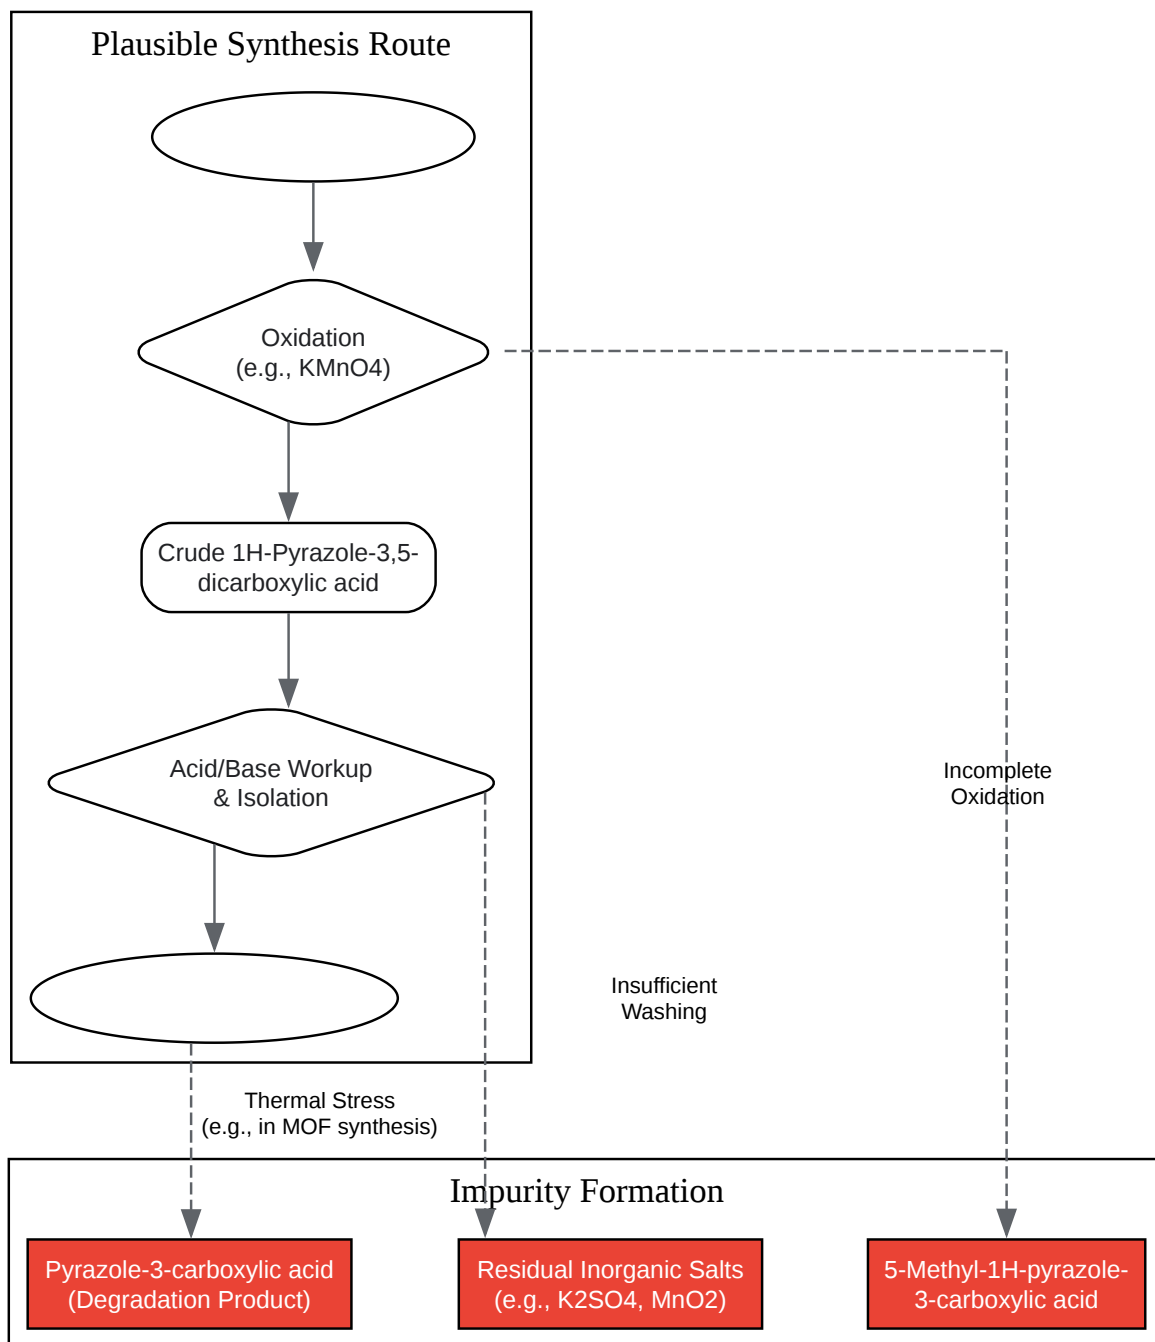 Plausible Synthesis Route
Oxidation
(e.g., KMnO4)
Crude 1H-Pyrazole-3,5-
dicarboxylic acid
Acid/Base Workup
& Isolation
Incomplete
Oxidation
Insufficient
Washing
Thermal Stress
(e.g., in MOF synthesis)
Impurity Formation
Pyrazole-3-carboxylic acid
(Degradation Product)
Residual Inorganic Salts
(e.g., K2SO4, MnO2)
5-Methyl-1H-pyrazole-
3-carboxylic acid